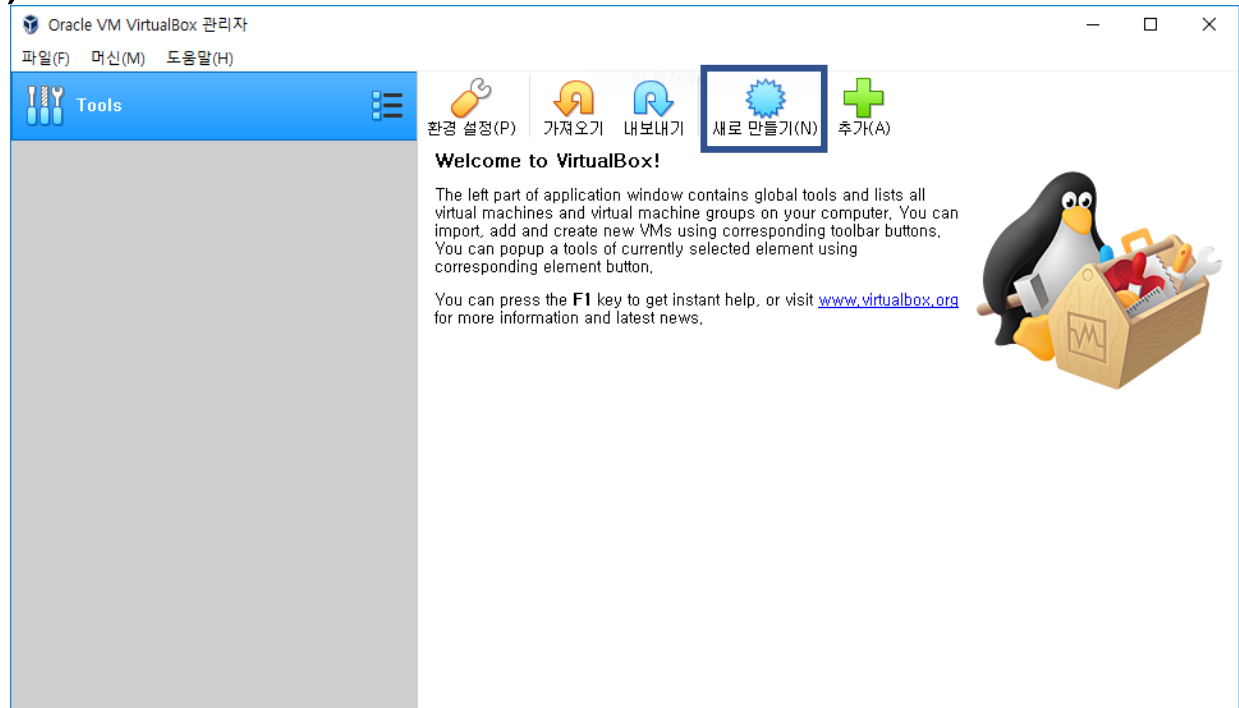 Oracle VM VirtualBox 관리자
파일(F) 머신(M) 도움말(H)
Tools
환경 설정(P) 가져오기 내보내기 새로 만들기(N) 추가(A)
Welcome to VirtualBox!
The left part of application window contains global tools and lists all
virtual machines and virtual machine groups on your computer. You can
import, add and create new VMs using corresponding toolbar buttons.
You can popup a tools of currently selected element using
corresponding element button.
You can press the F1 key to get instant help, or visit www.virtualbox.org
for more information and latest news.